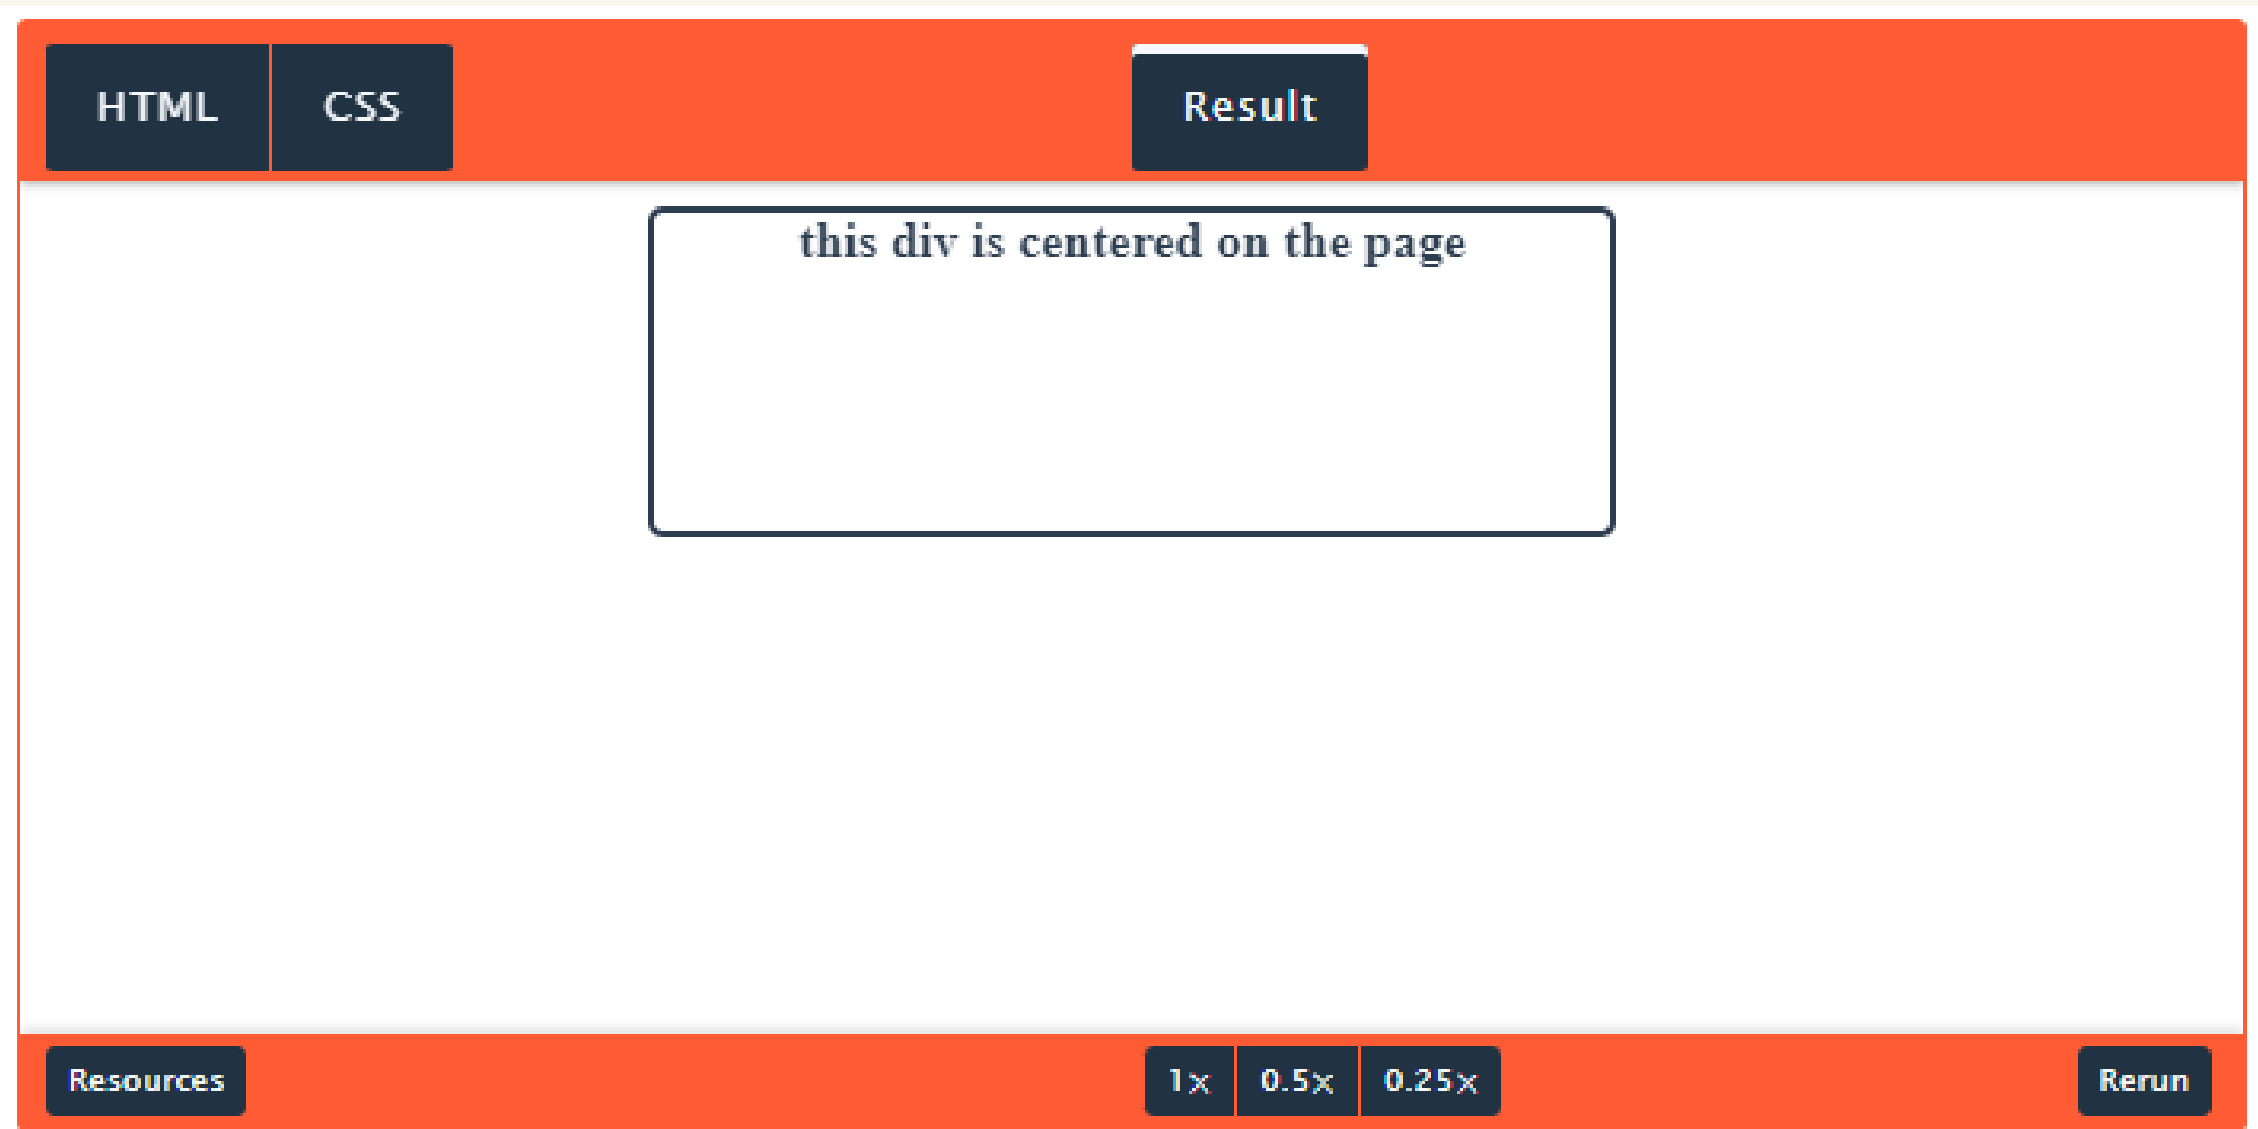 HTML CSS Result
this div is centered on the page
Resources 1x 0.5x 0.25x Rerun